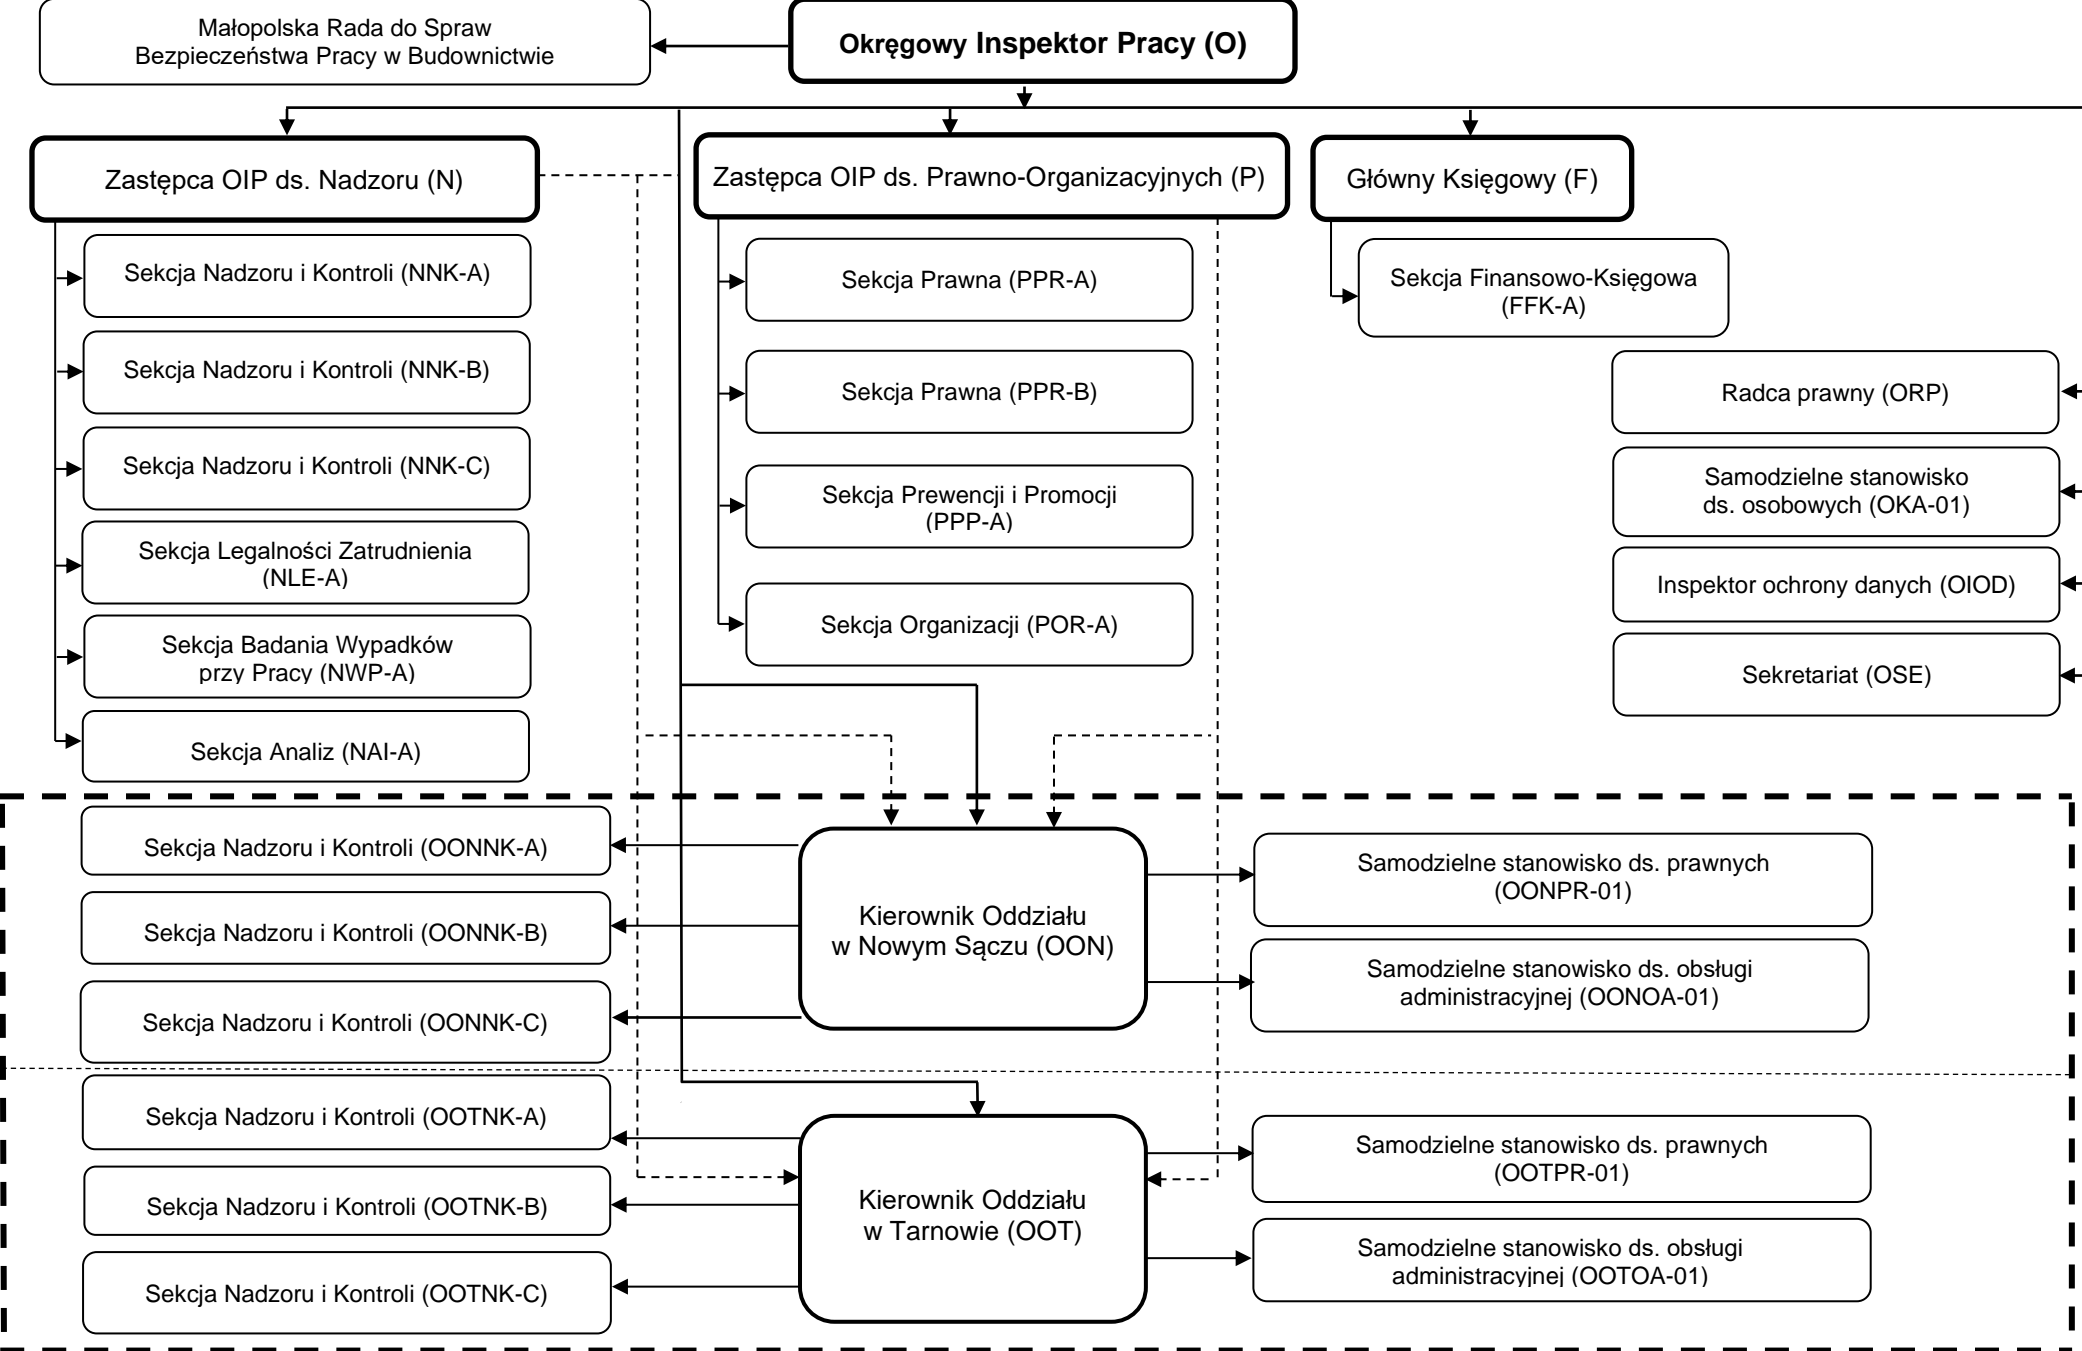 Małopolska Rada do Spraw
Bezpieczeństwa Pracy w Budownictwie
Okręgowy Inspektor Pracy (O)
Zastępca OIP ds. Nadzoru (N)
Zastępca OIP ds. Prawno-Organizacyjnych (P)
Główny Księgowy (F)
Sekcja Nadzoru i Kontroli (NNK-A)
Sekcja Nadzoru i Kontroli (NNK-B)
Sekcja Nadzoru i Kontroli (NNK-C)
Sekcja Legalności Zatrudnienia
(NLE-A)
Sekcja Badania Wypadków
przy Pracy (NWP-A)
Sekcja Analiz (NAI-A)
Sekcja Prawna (PPR-A)
Sekcja Prawna (PPR-B)
Sekcja Prewencji i Promocji
(PPP-A)
Sekcja Organizacji (POR-A)
Sekcja Finansowo-Księgowa
(FFK-A)
Radca prawny (ORP)
Samodzielne stanowisko
ds. osobowych (OKA-01)
Inspektor ochrony danych (OIOD)
Sekretariat (OSE)
Sekcja Nadzoru i Kontroli (OONNK-A)
Sekcja Nadzoru i Kontroli (OONNK-B)
Sekcja Nadzoru i Kontroli (OONNK-C)
Kierownik Oddziału
w Nowym Sączu (OON)
Samodzielne stanowisko ds. prawnych
(OONPR-01)
Samodzielne stanowisko ds. obsługi
administracyjnej (OONOA-01)
Sekcja Nadzoru i Kontroli (OOTNK-A)
Sekcja Nadzoru i Kontroli (OOTNK-B)
Sekcja Nadzoru i Kontroli (OOTNK-C)
Kierownik Oddziału
w Tarnowie (OOT)
Samodzielne stanowisko ds. prawnych
(OOTPR-01)
Samodzielne stanowisko ds. obsługi
administracyjnej (OOTOA-01)